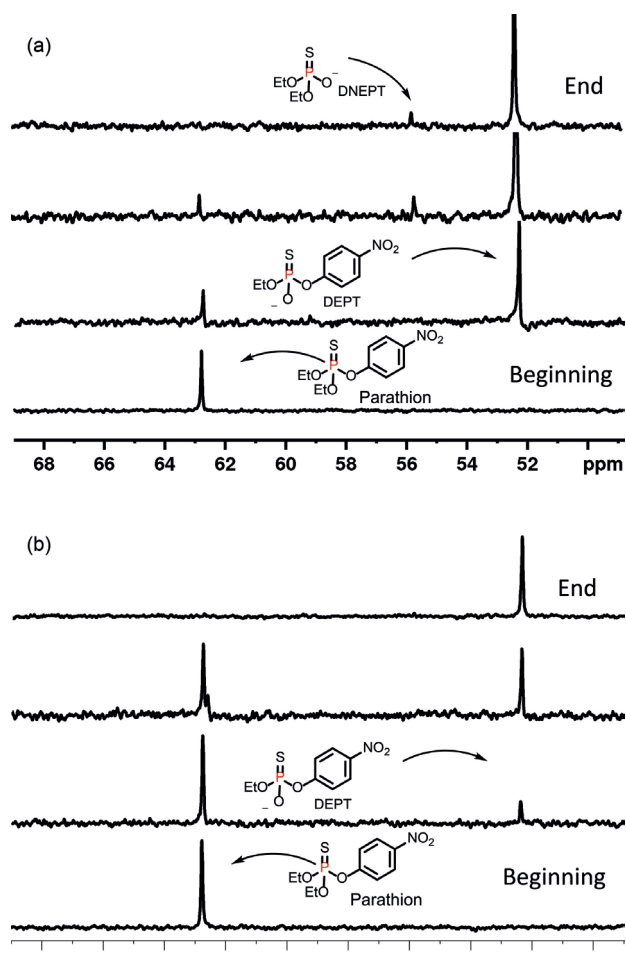 (a)
S
EtO P O –
EtO
DNEPT
End
S
NO2
EtO P O
O
–
DEPT
S
NO2
EtO P O
EtO
Parathion
Beginning
68 66 64 62 60 58 56 54 52 ppm
(b)
End
S
NO2
EtO P O
O
–
DEPT
S
NO2
EtO P O
EtO
Parathion
Beginning